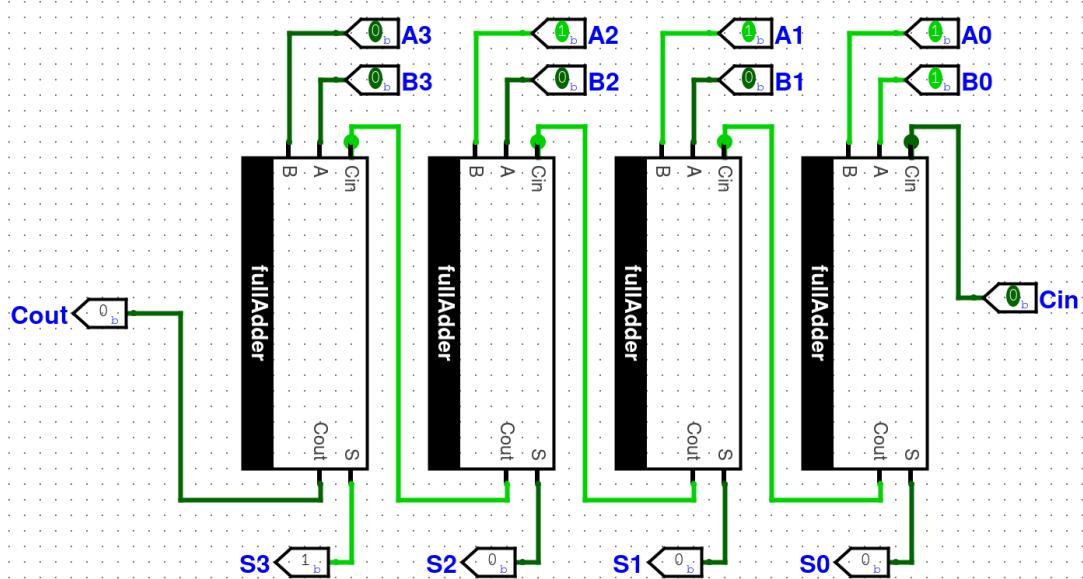 0 b A3 1 b A2 1 b A1 1 b A0
0 b B3 0 b B2 0 b B1 1 b B0
B A Cin B A Cin B A Cin B A Cin
fullAdder fullAdder fullAdder fullAdder
0 b Cin
Cout 0 b
Cout S Cout S Cout S Cout S
S3 1 b S2 0 b S1 0 b S0 0 b